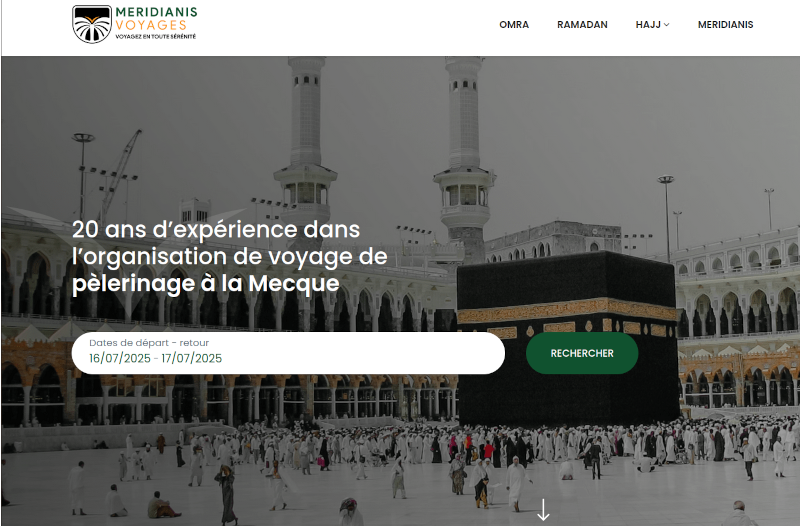 MERIDIANIS
VOYAGES
VOYAGEZ EN TOUTE SÉRÉNITÉ
OMRA
RAMADAN
HAJJ
MERIDIANIS
20 ans d’expérience dans
l’organisation de voyage de
pèlerinage à la Mecque
Dates de départ - retour
16/07/2025 - 17/07/2025
RECHERCHER